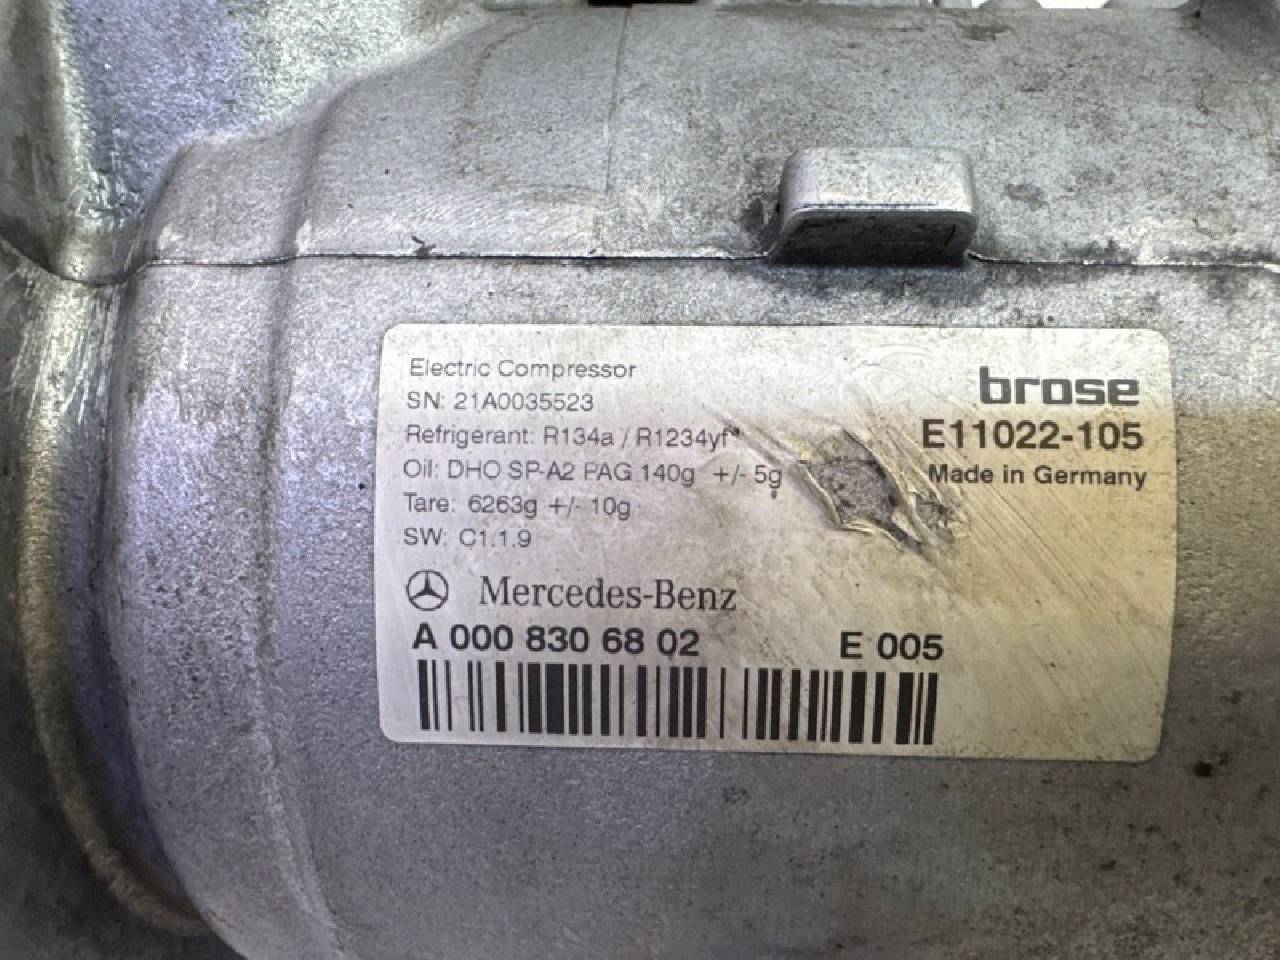 Electric Compressor
brose
SN: 21A0035523
Refrigerant: R134a / R1234yf*
E11022-105
Oil: DHO SP-A2 PAG 140g +/- 5g
Made in Germany
Tare: 6263g +/- 10g
SW: C1.1.9
Mercedes-Benz
A 000 830 68 02 E 005